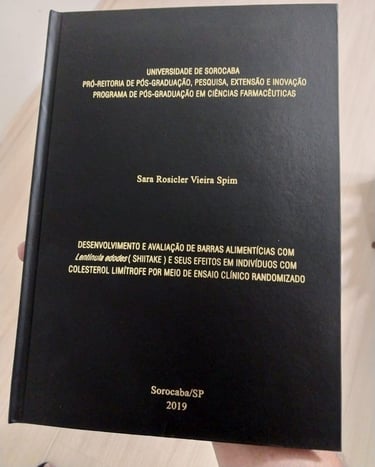 UNIVERSIDADE DE SOROCABA
PRÓ-REITORIA DE PÓS-GRADUAÇÃO, PESQUISA, EXTENSÃO E INOVAÇÃO
PROGRAMA DE PÓS-GRADUAÇÃO EM CIÊNCIAS FARMACÊUTICAS
Sara Rosicler Vieira Spim
DESENVOLVIMENTO E AVALIAÇÃO DE BARRAS ALIMENTÍCIAS COM
Lentinula edodes ( SHIITAKE ) E SEUS EFEITOS EM INDIVÍDUOS COM
COLESTEROL LIMÍTROFE POR MEIO DE ENSAIO CLÍNICO RANDOMIZADO
Sorocaba/SP
2019